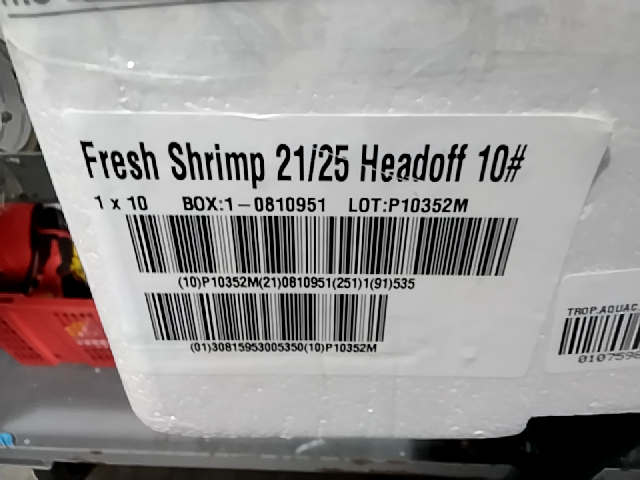 Fresh Shrimp 21/25 Headoff 10#
1 x 10 BOX:1-0810951 LOT:P10352M
(10)P10352M(21)0810951(251)1(91)535
(01)30815953005350(10)P10352M
TROP.AQUAC.
0107598